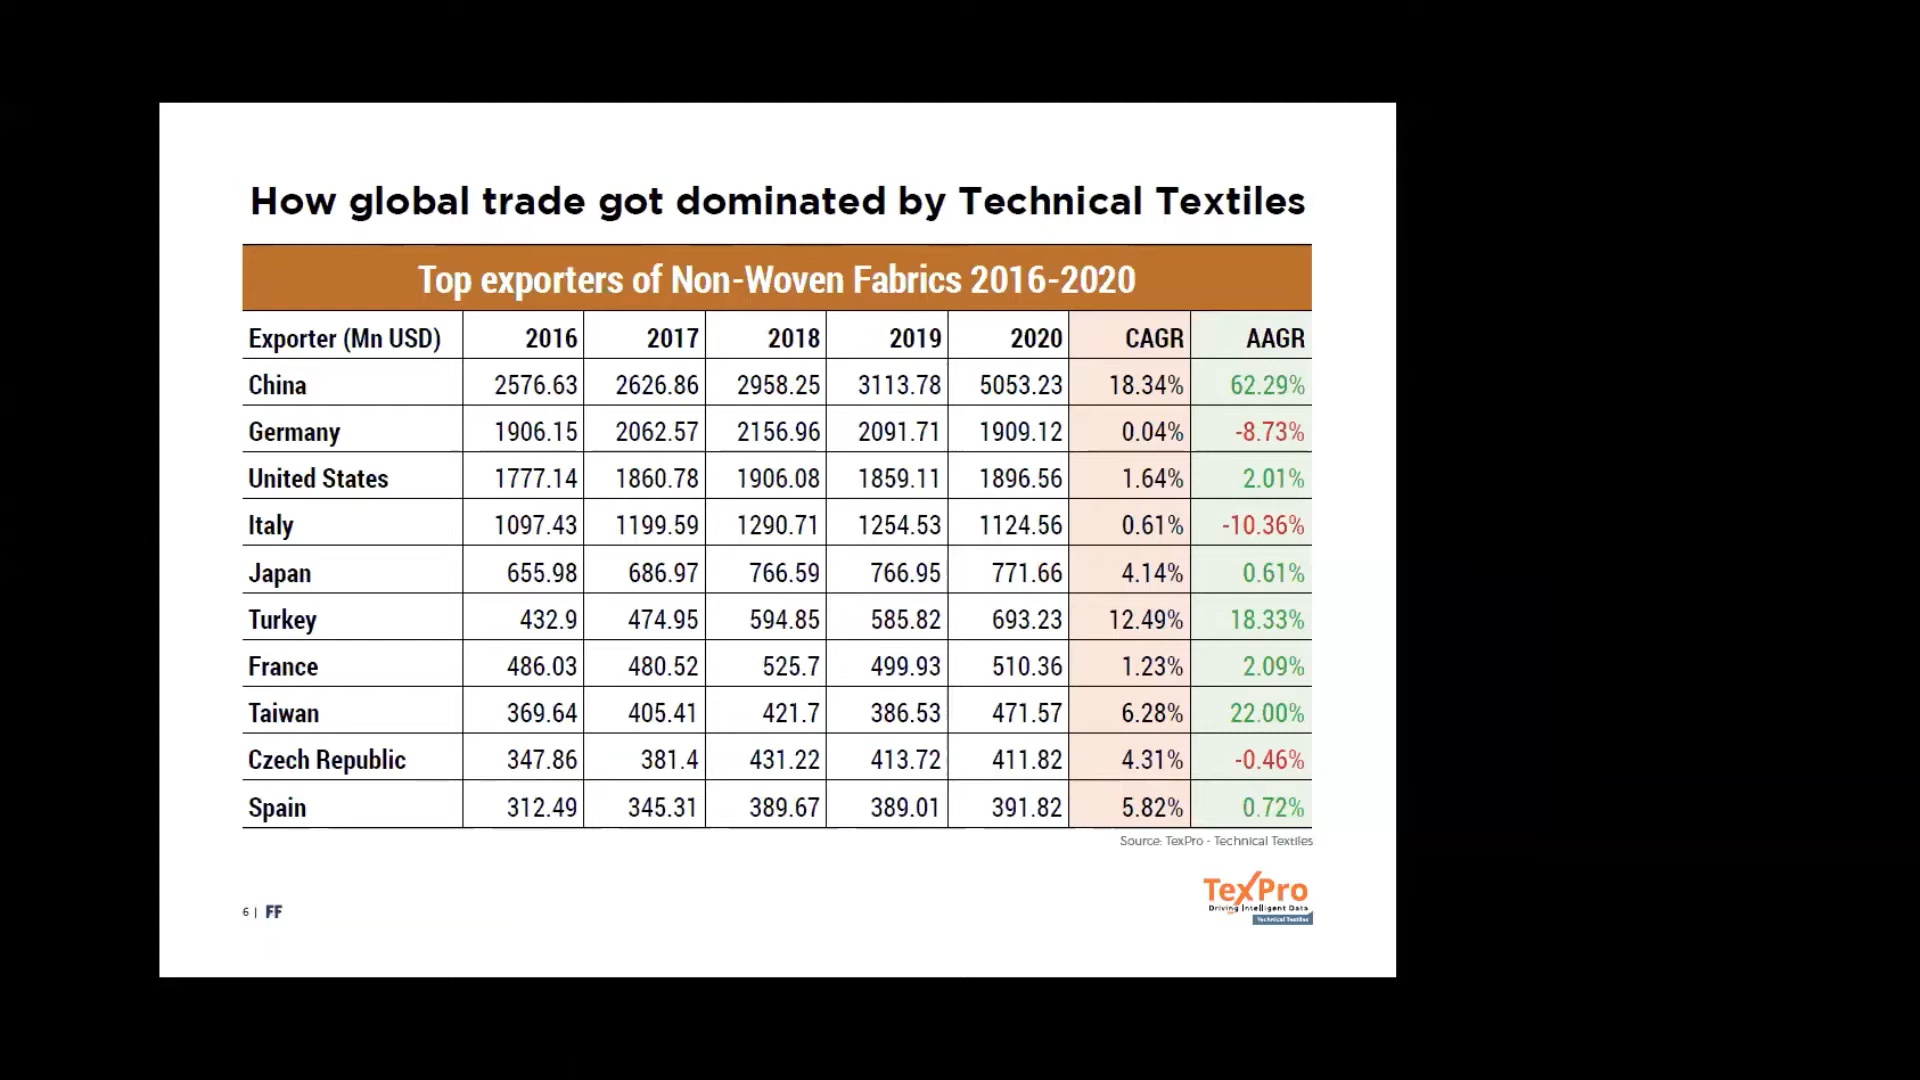 How global trade got dominated by Technical Textiles
Top exporters of Non-Woven Fabrics 2016-2020
Exporter (Mn USD) 2016 2017 2018 2019 2020 CAGR AAGR
China 2576.63 2626.86 2958.25 3113.78 5053.23 18.34% 62.29%
Germany 1906.15 2062.57 2156.96 2091.71 1909.12 0.04% -8.73%
United States 1777.14 1860.78 1906.08 1859.11 1896.56 1.64% 2.01%
Italy 1097.43 1199.59 1290.71 1254.53 1124.56 0.61% -10.36%
Japan 655.98 686.97 766.59 766.95 771.66 4.14% 0.61%
Turkey 432.9 474.95 594.85 585.82 693.23 12.49% 18.33%
France 486.03 480.52 525.7 499.93 510.36 1.23% 2.09%
Taiwan 369.64 405.41 421.7 386.53 471.57 6.28% 22.00%
Czech Republic 347.86 381.4 431.22 413.72 411.82 4.31% -0.46%
Spain 312.49 345.31 389.67 389.01 391.82 5.82% 0.72%
Source: TexPro - Technical Textiles
TexPro
Driving Intelligent Data
Technical Textiles
6 | FF